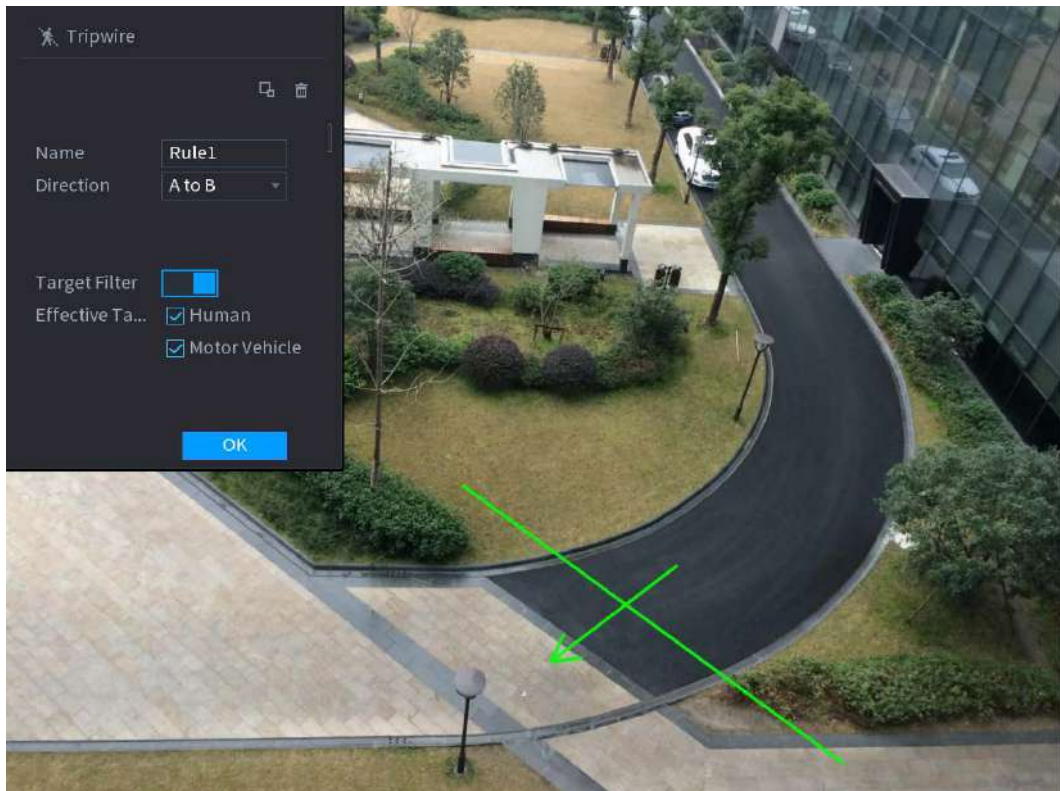 Tripwire
Name Rule1
Direction A to B
Target Filter
Effective Ta... Human
Motor Vehicle
OK